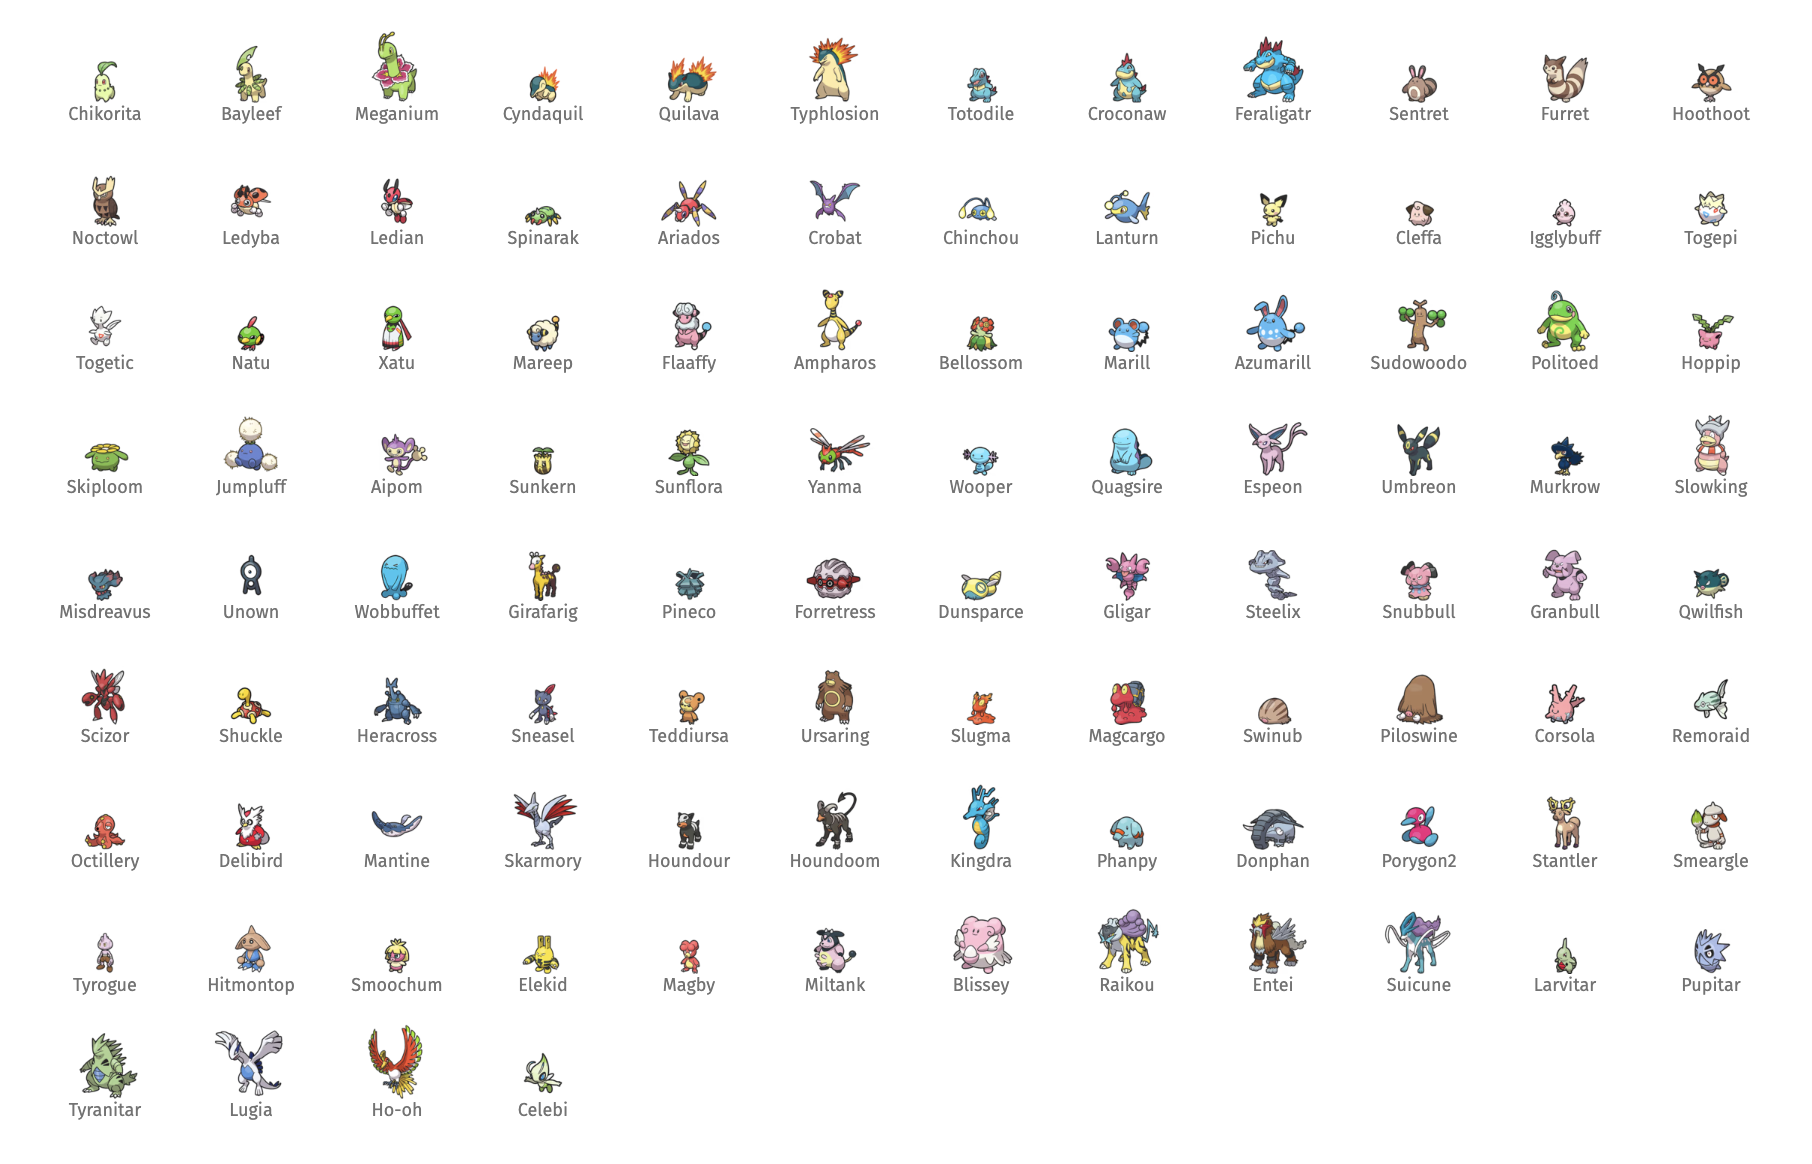 Chikorita Bayleef Meganium Cyndaquil Quilava Typhlosion Totodile Croconaw Feraligatr Sentret Furret Hoothoot
Noctowl Ledyba Ledian Spinarak Ariados Crobat Chinchou Lanturn Pichu Cleffa Igglybuff Togepi
Togetic Natu Xatu Mareep Flaaffy Ampharos Bellossom Marill Azumarill Sudowoodo Politoed Hoppip
Skiploom Jumpluff Aipom Sunkern Sunflora Yanma Wooper Quagsire Espeon Umbreon Murkrow Slowking
Misdreavus Unown Wobbuffet Girafarig Pineco Forretress Dunsparce Gligar Steelix Snubbull Granbull Qwilfish
Scizor Shuckle Heracross Sneasel Teddiursa Ursaring Slugma Magcargo Swinub Piloswine Corsola Remoraid
Octillery Delibird Mantine Skarmory Houndour Houndoom Kingdra Phanpy Donphan Porygon2 Stantler Smeargle
Tyrogue Hitmontop Smoochum Elekid Magby Miltank Blissey Raikou Entei Suicune Larvitar Pupitar
Tyranitar Lugia Ho-oh Celebi